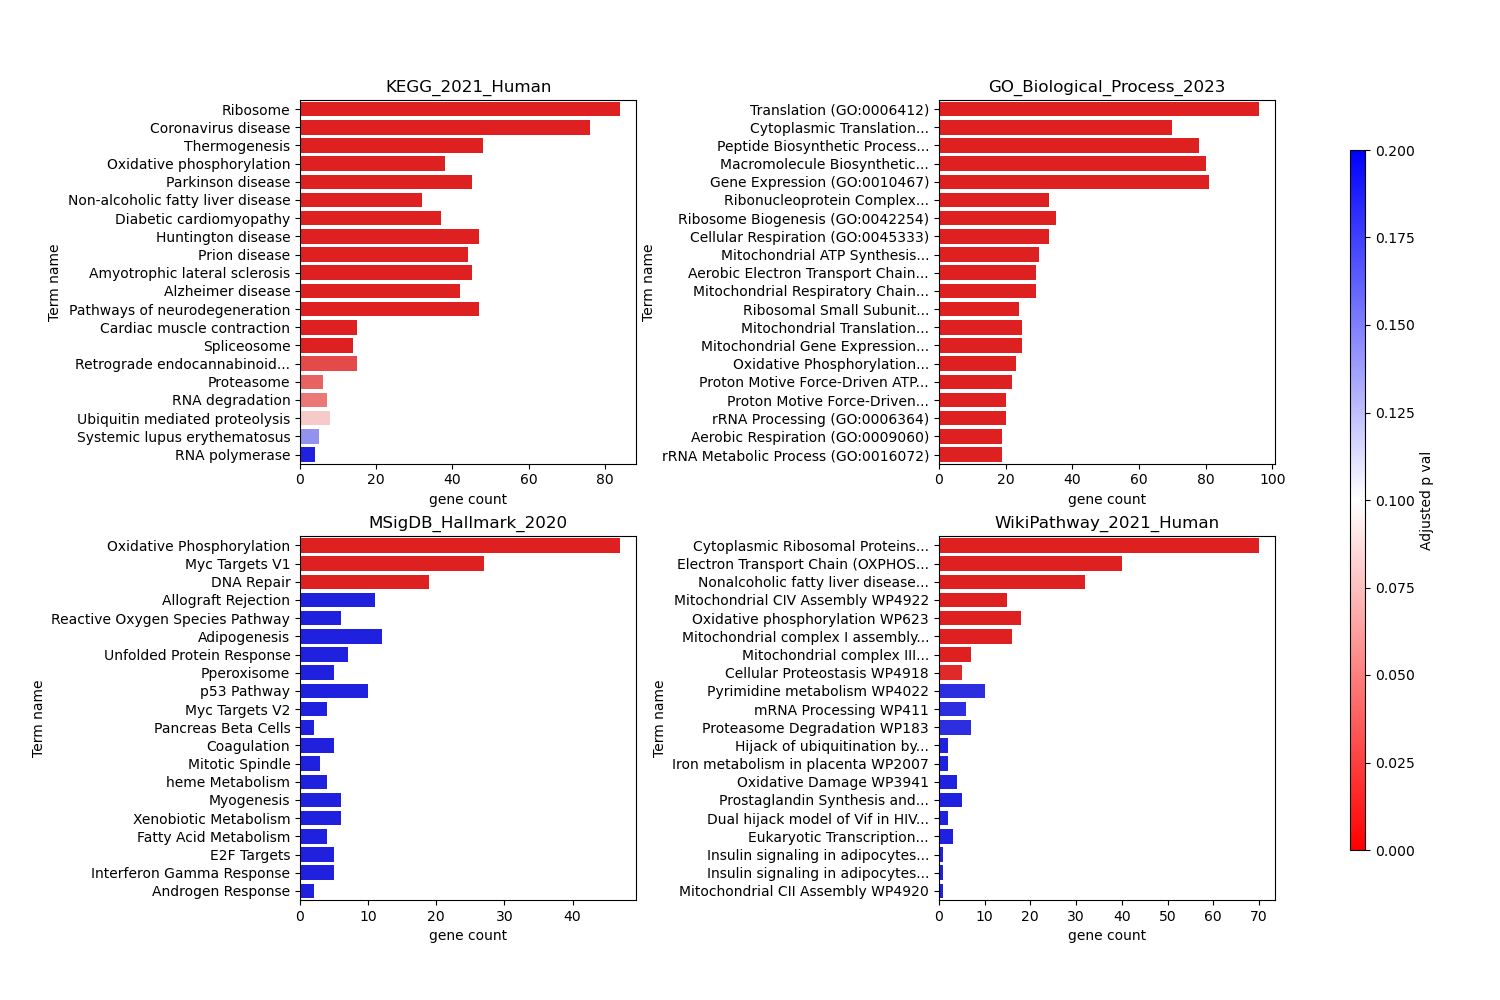 KEGG_2021_Human
Term name
Ribosome
Coronavirus disease
Thermogenesis
Oxidative phosphorylation
Parkinson disease
Non-alcoholic fatty liver disease
Diabetic cardiomyopathy
Huntington disease
Prion disease
Amyotrophic lateral sclerosis
Alzheimer disease
Pathways of neurodegeneration
Cardiac muscle contraction
Spliceosome
Retrograde endocannabinoid...
Proteasome
RNA degradation
Ubiquitin mediated proteolysis
Systemic lupus erythematosus
RNA polymerase
0 20 40 60 80
gene count
GO_Biological_Process_2023
Term name
Translation (GO:0006412)
Cytoplasmic Translation...
Peptide Biosynthetic Process...
Macromolecule Biosynthetic...
Gene Expression (GO:0010467)
Ribonucleoprotein Complex...
Ribosome Biogenesis (GO:0042254)
Cellular Respiration (GO:0045333)
Mitochondrial ATP Synthesis...
Aerobic Electron Transport Chain...
Mitochondrial Respiratory Chain...
Ribosomal Small Subunit...
Mitochondrial Translation...
Mitochondrial Gene Expression...
Oxidative Phosphorylation...
Proton Motive Force-Driven ATP...
Proton Motive Force-Driven...
rRNA Processing (GO:0006364)
Aerobic Respiration (GO:0009060)
rRNA Metabolic Process (GO:0016072)
0 20 40 60 80 100
gene count
MSigDB_Hallmark_2020
Term name
Oxidative Phosphorylation
Myc Targets V1
DNA Repair
Allograft Rejection
Reactive Oxygen Species Pathway
Adipogenesis
Unfolded Protein Response
Pperoxisome
p53 Pathway
Myc Targets V2
Pancreas Beta Cells
Coagulation
Mitotic Spindle
heme Metabolism
Myogenesis
Xenobiotic Metabolism
Fatty Acid Metabolism
E2F Targets
Interferon Gamma Response
Androgen Response
0 10 20 30 40
gene count
WikiPathway_2021_Human
Term name
Cytoplasmic Ribosomal Proteins...
Electron Transport Chain (OXPHOS...
Nonalcoholic fatty liver disease...
Mitochondrial CIV Assembly WP4922
Oxidative phosphorylation WP623
Mitochondrial complex I assembly...
Mitochondrial complex III...
Cellular Proteostasis WP4918
Pyrimidine metabolism WP4022
mRNA Processing WP411
Proteasome Degradation WP183
Hijack of ubiquitination by...
Iron metabolism in placenta WP2007
Oxidative Damage WP3941
Prostaglandin Synthesis and...
Dual hijack model of Vif in HIV...
Eukaryotic Transcription...
Insulin signaling in adipocytes...
Insulin signaling in adipocytes...
Mitochondrial CII Assembly WP4920
0 10 20 30 40 50 60 70
gene count
0.200
0.175
0.150
0.125
0.100
0.075
0.050
0.025
0.000
Adjusted p val